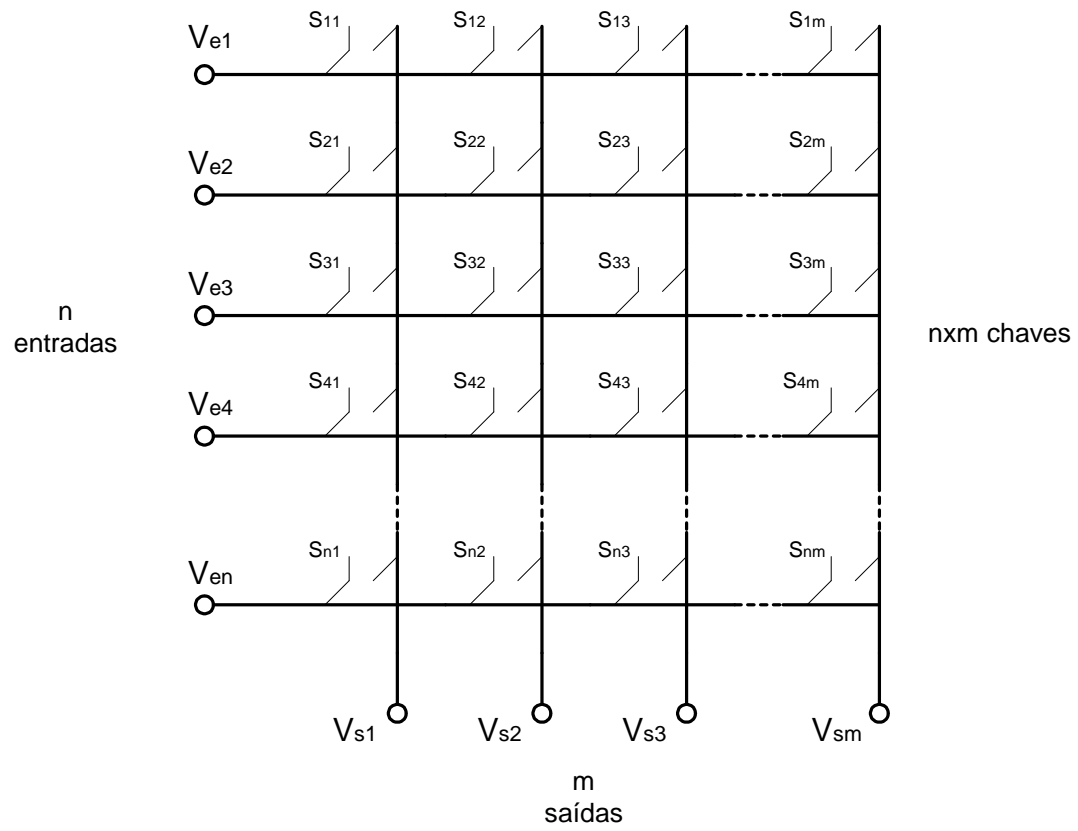 S11 S12 S13 S1m
Ve1
S21 S22 S23 S2m
Ve2
S31 S32 S33 S3m
Ve3
n
entradas
nxm chaves
S41 S42 S43 S4m
Ve4
Sn1 Sn2 Sn3 Snm
Ven
Vs1 Vs2 Vs3 Vsm
m
saídas